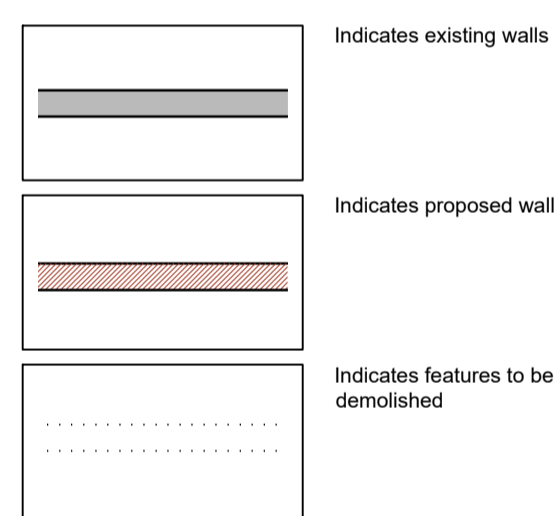 Indicates existing walls
Indicates proposed wall
Indicates features to be
demolished